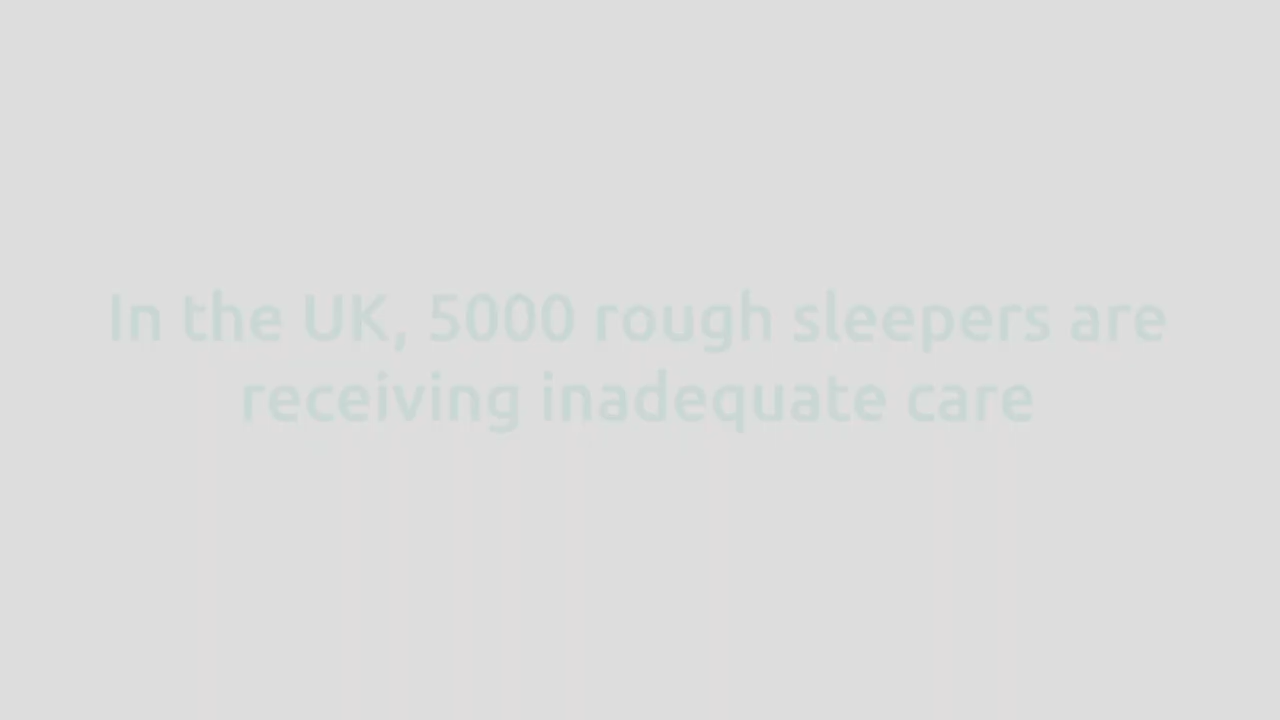 In the UK, 5000 rough sleepers are
receiving inadequate care